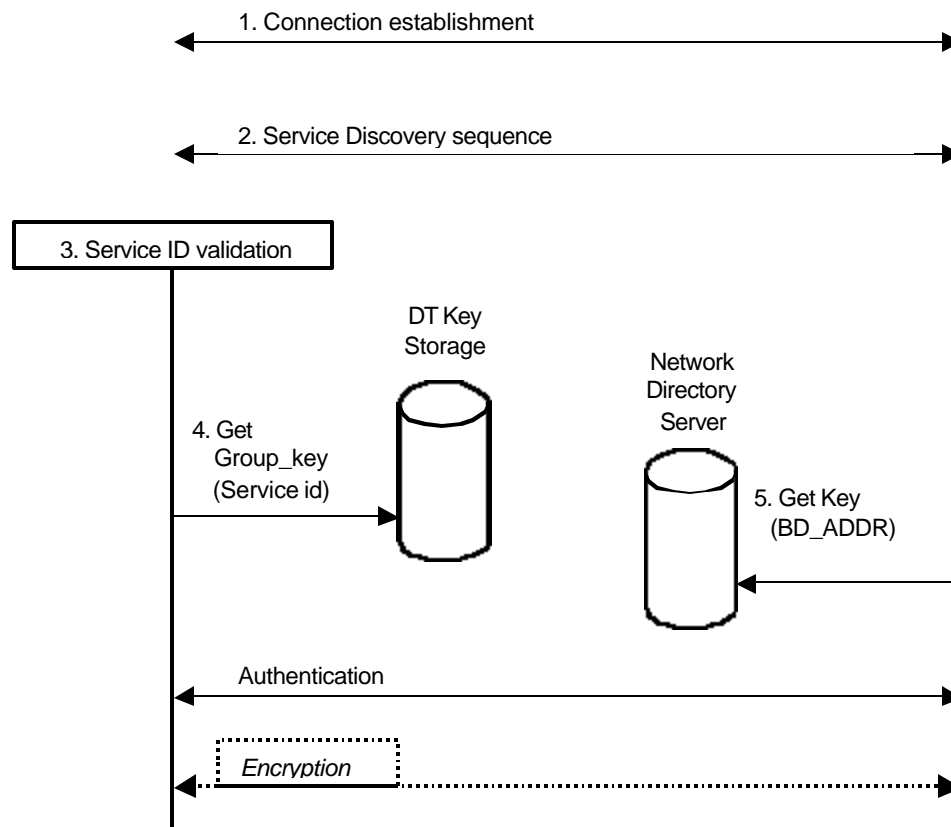 1. Connection establishment
2. Service Discovery sequence
3. Service ID validation
DT Key
Storage
Network
Directory
Server
4. Get
Group_key
(Service id)
5. Get Key
(BD_ADDR)
Authentication
Encryption